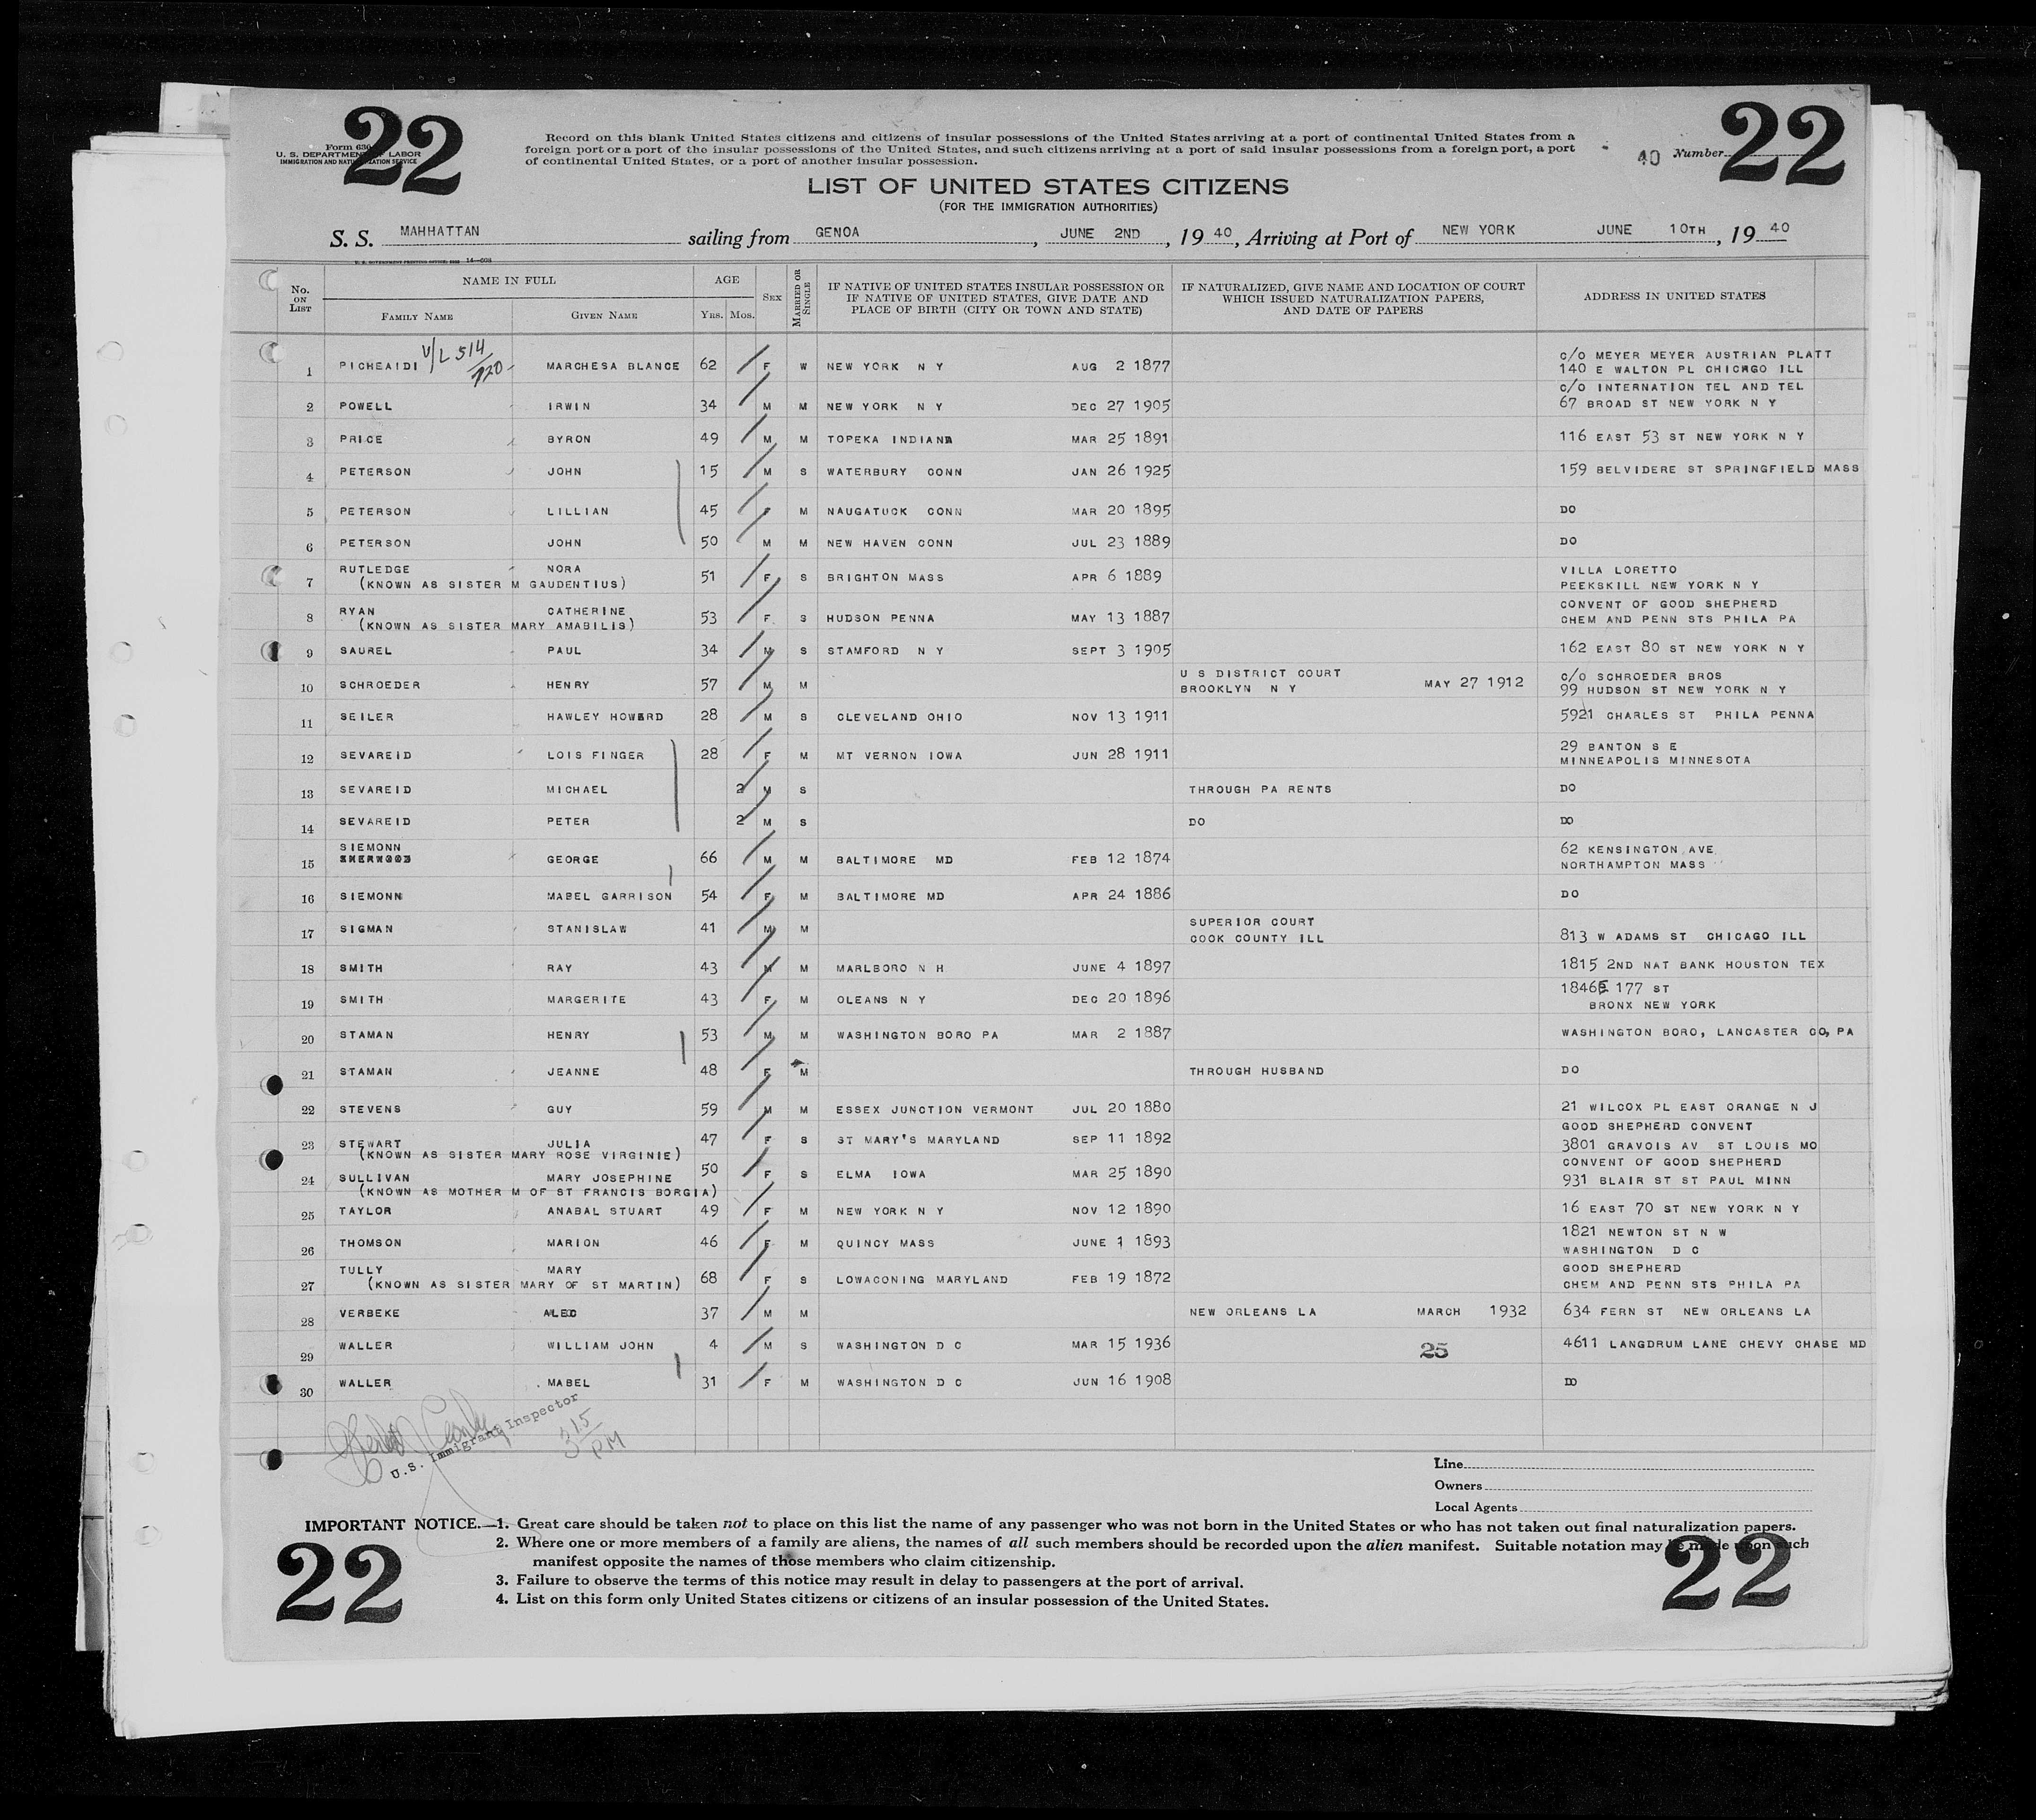 22
22
Form 630
U. S. DEPARTMENT OF LABOR
IMMIGRATION AND NATURALIZATION SERVICE
Record on this blank United States citizens and citizens of insular possessions of the United States arriving at a port of continental United States from a
foreign port or a port of the insular possessions of the United States, and such citizens arriving at a port of said insular possessions from a foreign port, a port
of continental United States, or a port of another insular possession.
40 Number
LIST OF UNITED STATES CITIZENS
(FOR THE IMMIGRATION AUTHORITIES)
S. S. MAHHATTAN sailing from GENOA, JUNE 2ND, 19 40, Arriving at Port of NEW YORK JUNE 10TH, 19 40
No. ON LIST
NAME IN FULL
FAMILY NAME GIVEN NAME
AGE
YRS. MOS.
SEX
MARRIED OR SINGLE
IF NATIVE OF UNITED STATES INSULAR POSSESSION OR
IF NATIVE OF UNITED STATES, GIVE DATE AND
PLACE OF BIRTH (CITY OR TOWN AND STATE)
IF NATURALIZED, GIVE NAME AND LOCATION OF COURT
WHICH ISSUED NATURALIZATION PAPERS,
AND DATE OF PAPERS
ADDRESS IN UNITED STATES
1 PICHEAIDI V/L 514/720 MARCHESA BLANCE 62 F W NEW YORK N Y AUG 2 1877 C/O MEYER MEYER AUSTRIAN PLATT
140 E WALTON PL CHICAGO ILL
2 POWELL IRWIN 34 M M NEW YORK N Y DEC 27 1905 C/O INTERNATION TEL AND TEL
67 BROAD ST NEW YORK N Y
3 PRICE BYRON 49 M M TOPEKA INDIANA MAR 25 1891 116 EAST 53 ST NEW YORK N Y
4 PETERSON JOHN 15 M S WATERBURY CONN JAN 26 1925 159 BELVIDERE ST SPRINGFIELD MASS
5 PETERSON LILLIAN 45 F M NAUGATUCK CONN MAR 20 1895 DO
6 PETERSON JOHN 50 M M NEW HAVEN CONN JUL 23 1889 DO
7 RUTLEDGE NORA 51 F S BRIGHTON MASS APR 6 1889 VILLA LORETTO
(KNOWN AS SISTER M GAUDENTIUS) PEEKSKILL NEW YORK N Y
8 RYAN CATHERINE 53 F S HUDSON PENNA MAY 13 1887 CONVENT OF GOOD SHEPHERD
(KNOWN AS SISTER MARY AMABILIS) CHEM AND PENN STS PHILA PA
9 SAUREL PAUL 34 M S STAMFORD N Y SEPT 3 1905 162 EAST 80 ST NEW YORK N Y
10 SCHROEDER HENRY 57 M M U S DISTRICT COURT
BROOKLYN N Y MAY 27 1912 C/O SCHROEDER BROS
99 HUDSON ST NEW YORK N Y
11 SEILER HAWLEY HOWERD 28 M S CLEVELAND OHIO NOV 13 1911 5921 CHARLES ST PHILA PENNA
12 SEVAREID LOIS FINGER 28 F M MT VERNON IOWA JUN 28 1911 29 BANTON S E
MINNEAPOLIS MINNESOTA
13 SEVAREID MICHAEL 2 M S THROUGH PA RENTS DO
14 SEVAREID PETER 2 M S DO DO
15 SIEMONN
SHERWOOD GEORGE 66 M M BALTIMORE MD FEB 12 1874 62 KENSINGTON AVE
NORTHAMPTON MASS
16 SIEMONN MABEL GARRISON 54 F M BALTIMORE MD APR 24 1886 DO
17 SIGMAN STANISLAW 41 M M SUPERIOR COURT
COOK COUNTY ILL 813 W ADAMS ST CHICAGO ILL
18 SMITH RAY 43 M M MARLBORO N H JUNE 4 1897 1815 2ND NAT BANK HOUSTON TEX
19 SMITH MARGERITE 43 F M OLEANS N Y DEC 20 1896 1846E 177 ST
BRONX NEW YORK
20 STAMAN HENRY 53 M M WASHINGTON BORO PA MAR 2 1887 WASHINGTON BORO, LANCASTER CO, PA
21 STAMAN JEANNE 48 F M THROUGH HUSBAND DO
22 STEVENS GUY 59 M M ESSEX JUNCTION VERMONT JUL 20 1880 21 WILCOX PL EAST ORANGE N J
23 STEWART JULIA 47 F S ST MARY'S MARYLAND SEP 11 1892 GOOD SHEPHERD CONVENT
(KNOWN AS SISTER MARY ROSE VIRGINIE) 3801 GRAVOIS AV ST LOUIS MO
24 SULLIVAN MARY JOSEPHINE 50 F S ELMA IOWA MAR 25 1890 CONVENT OF GOOD SHEPHERD
(KNOWN AS MOTHER M OF ST FRANCIS BORGIA) 931 BLAIR ST ST PAUL MINN
25 TAYLOR ANABAL STUART 49 F M NEW YORK N Y NOV 12 1890 16 EAST 70 ST NEW YORK N Y
26 THOMSON MARION 46 F M QUINCY MASS JUNE 1 1893 1821 NEWTON ST N W
WASHINGTON D C
27 TULLY MARY 68 F S LOWACONING MARYLAND FEB 19 1872 GOOD SHEPHERD
(KNOWN AS SISTER MARY OF ST MARTIN) CHEM AND PENN STS PHILA PA
28 VERBEKE ALEC 37 M M NEW ORLEANS LA MARCH 1932 634 FERN ST NEW ORLEANS LA
29 WALLER WILLIAM JOHN 4 M S WASHINGTON D C MAR 15 1936 25 4611 LANGDRUM LANE CHEVY CHASE MD
30 WALLER MABEL 31 F M WASHINGTON D C JUN 16 1908 DO
U.S. Immigrant Inspector
3 15 PM
Line
Owners
Local Agents
IMPORTANT NOTICE.—1. Great care should be taken not to place on this list the name of any passenger who was not born in the United States or who has not taken out final naturalization papers.
2. Where one or more members of a family are aliens, the names of all such members should be recorded upon the alien manifest. Suitable notation may be made upon such
manifest opposite the names of those members who claim citizenship.
3. Failure to observe the terms of this notice may result in delay to passengers at the port of arrival.
4. List on this form only United States citizens or citizens of an insular possession of the United States.
22
22